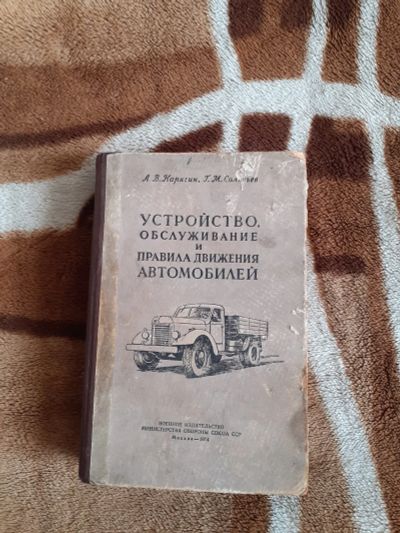 А. В. Карягин, Г. М. Соловьев
УСТРОЙСТВО,
ОБСЛУЖИВАНИЕ
И
ПРАВИЛА ДВИЖЕНИЯ
АВТОМОБИЛЕЙ
ВОЕННОЕ ИЗДАТЕЛЬСТВО
МИНИСТЕРСТВА ОБОРОНЫ СОЮЗА ССР
Москва —